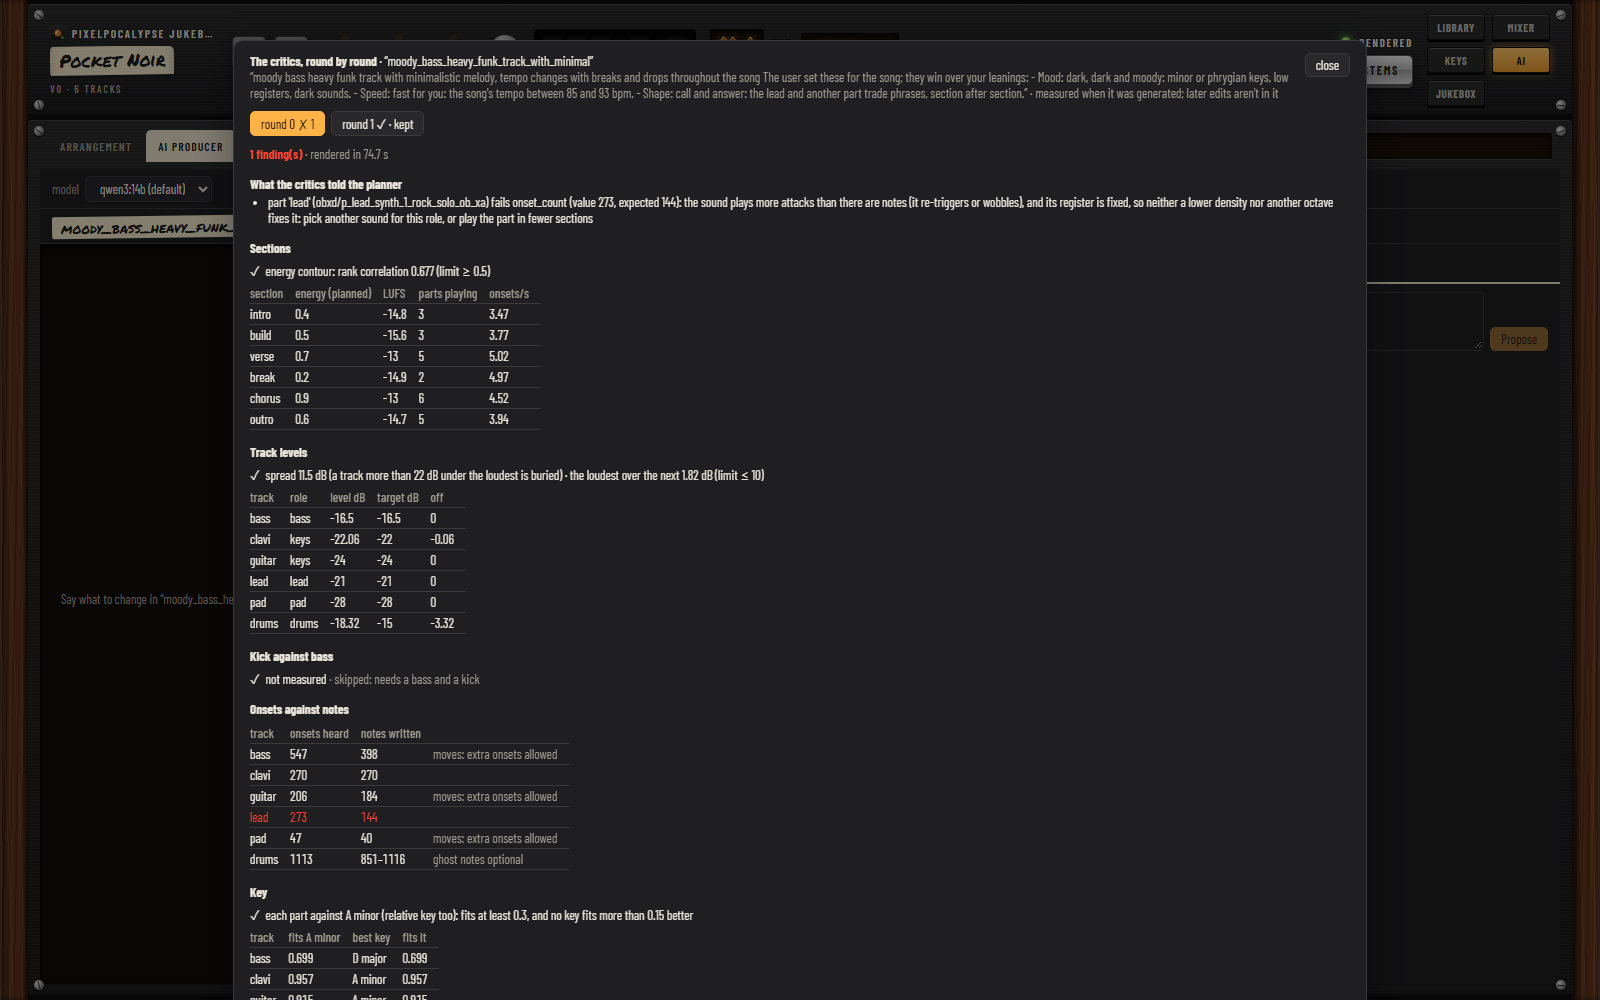 PIXELPOCALYPSE JUKEB...
POCKET NOIR
V0 · 6 TRACKS
RENDERED
LIBRARY
MIXER
KEYS
AI
JUKEBOX
ARRANGEMENT
AI PRODUCER
model
qwen3:14b (default)
Say what to change in "moody_bass_he
Propose
The critics, round by round · "moody_bass_heavy_funk_track_with_minimal"
close
"moody bass heavy funk track with minimalistic melody, tempo changes with breaks and drops throughout the song The user set these for the song; they win over your leanings: - Mood: dark, dark and moody: minor or phrygian keys, low
registers, dark sounds. - Speed: fast for you: the song's tempo between 85 and 93 bpm. - Shape: call and answer: the lead and another part trade phrases, section after section." · measured when it was generated; later edits aren't in it
round 0 ✗ 1
round 1 ✓ · kept
1 finding(s) · rendered in 74.7 s
What the critics told the planner
• part 'lead' (obxd/p_lead_synth_1_rock_solo_ob_xa) fails onset_count (value 273, expected 144): the sound plays more attacks than there are notes (it re-triggers or wobbles), and its register is fixed, so neither a lower density nor another octave
fixes it: pick another sound for this role, or play the part in fewer sections
Sections
✓ energy contour: rank correlation 0.677 (limit ≥ 0.5)
section energy (planned) LUFS parts playing onsets/s
intro 0.4 -14.8 3 3.47
build 0.5 -15.6 3 3.77
verse 0.7 -13 5 5.02
break 0.2 -14.9 2 4.97
chorus 0.9 -13 6 4.52
outro 0.6 -14.7 5 3.94
Track levels
✓ spread 11.5 dB (a track more than 22 dB under the loudest is buried) · the loudest over the next 1.82 dB (limit ≤ 10)
track role level dB target dB off
bass bass -16.5 -16.5 0
clavi keys -22.06 -22 -0.06
guitar keys -24 -24 0
lead lead -21 -21 0
pad pad -28 -28 0
drums drums -18.32 -15 -3.32
Kick against bass
✓ not measured · skipped: needs a bass and a kick
Onsets against notes
track onsets heard notes written
bass 547 398 moves: extra onsets allowed
clavi 270 270
guitar 206 184 moves: extra onsets allowed
lead 273 144
pad 47 40 moves: extra onsets allowed
drums 1113 851–1116 ghost notes optional
Key
✓ each part against A minor (relative key too): fits at least 0.3, and no key fits more than 0.15 better
track fits A minor best key fits it
bass 0.699 D major 0.699
clavi 0.957 A minor 0.957
guitar 0.915 A minor 0.915